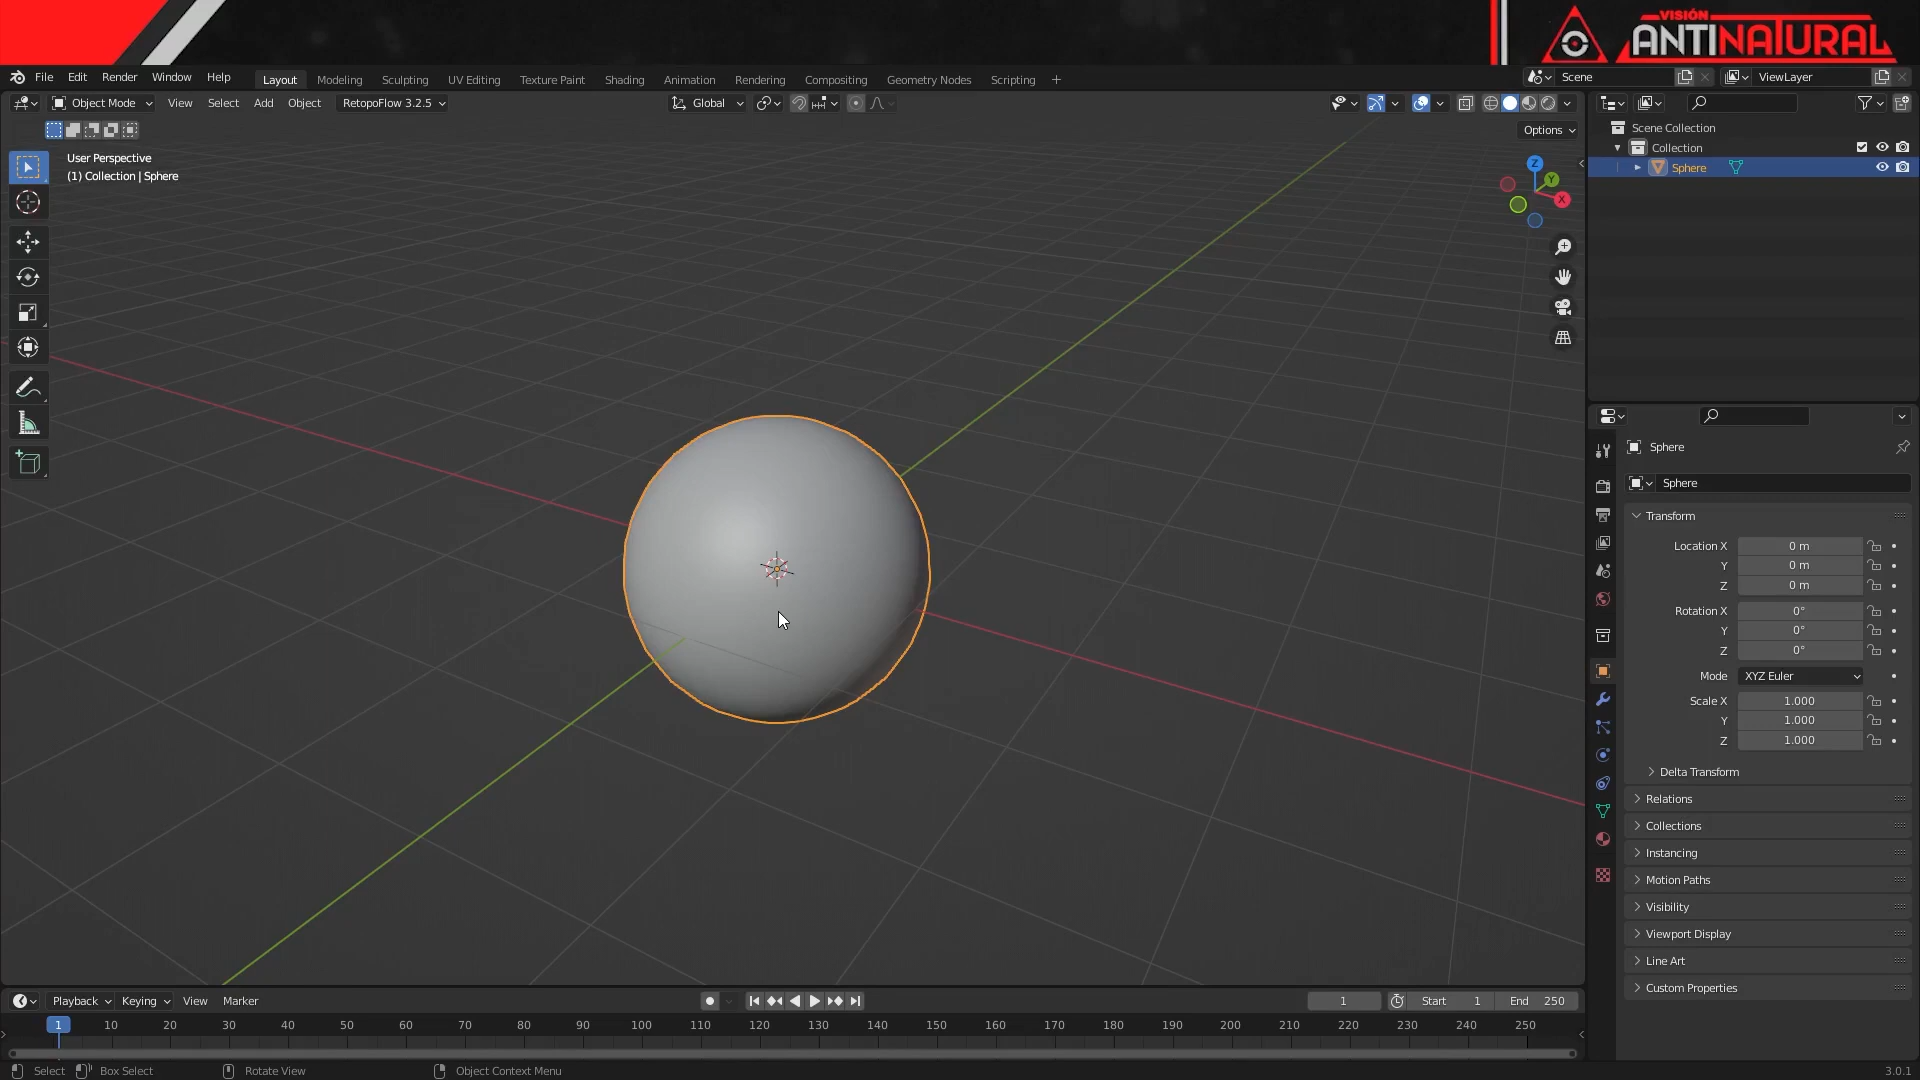 VISIÓN
ANTINATURAL
File Edit Render Window Help Layout Modeling Sculpting UV Editing Texture Paint Shading Animation Rendering Compositing Geometry Nodes Scripting + Scene ViewLayer
Object Mode View Select Add Object RetopoFlow 3.2.5 Global
Options
User Perspective
(1) Collection | Sphere
Z
Y
X
Scene Collection
Collection
Sphere
Sphere
Sphere
Transform
Location X 0 m
Y 0 m
Z 0 m
Rotation X 0°
Y 0°
Z 0°
Mode XYZ Euler
Scale X 1.000
Y 1.000
Z 1.000
Delta Transform
Relations
Collections
Instancing
Motion Paths
Visibility
Viewport Display
Line Art
Custom Properties
Playback Keying View Marker 1 Start 1 End 250
1 10 20 30 40 50 60 70 80 90 100 110 120 130 140 150 160 170 180 190 200 210 220 230 240 250
Select Box Select Rotate View Object Context Menu 3.0.1